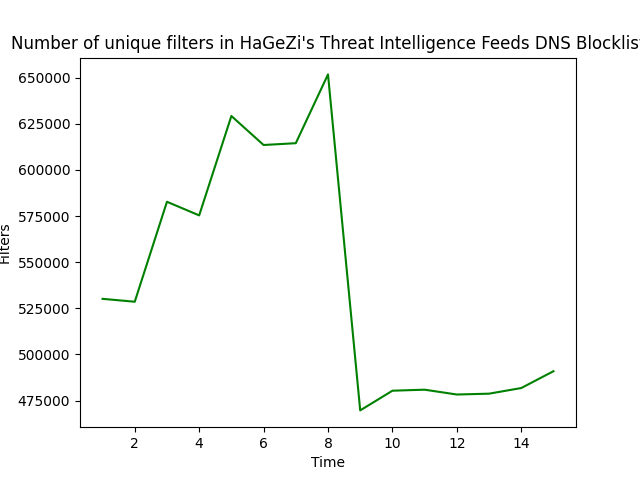 Number of unique filters in HaGeZi's Threat Intelligence Feeds DNS Blocklist
650000
625000
600000
575000
550000
525000
500000
475000
Filters
2 4 6 8 10 12 14
Time